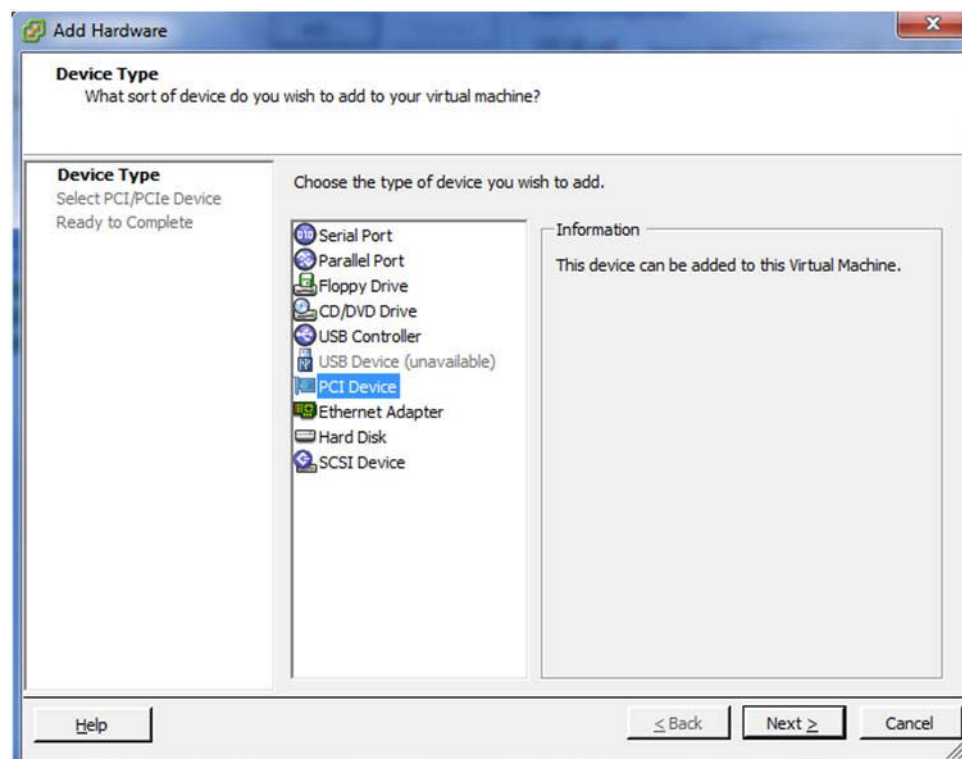 Add Hardware
Device Type
What sort of device do you wish to add to your virtual machine?
Device Type
Select PCI/PCIe Device
Ready to Complete
Choose the type of device you wish to add.
Serial Port
Parallel Port
Floppy Drive
CD/DVD Drive
USB Controller
USB Device (unavailable)
PCI Device
Ethernet Adapter
Hard Disk
SCSI Device
Information
This device can be added to this Virtual Machine.
Help
< Back
Next >
Cancel